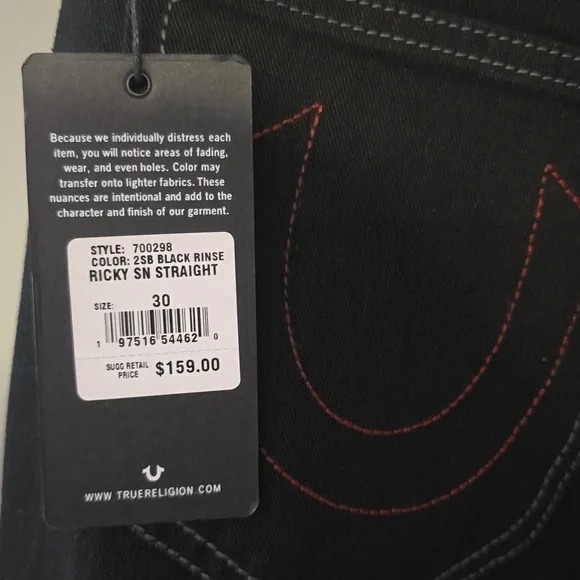 Because we individually distress each
item, you will notice areas of fading,
wear, and even holes. Color may
transfer onto lighter fabrics. These
nuances are intentional and add to the
character and finish of our garment.
STYLE: 700298
COLOR: 2SB BLACK RINSE
RICKY SN STRAIGHT
SIZE: 30
1 97516 54462 0
SUGG RETAIL
PRICE $159.00
WWW.TRUERELIGION.COM